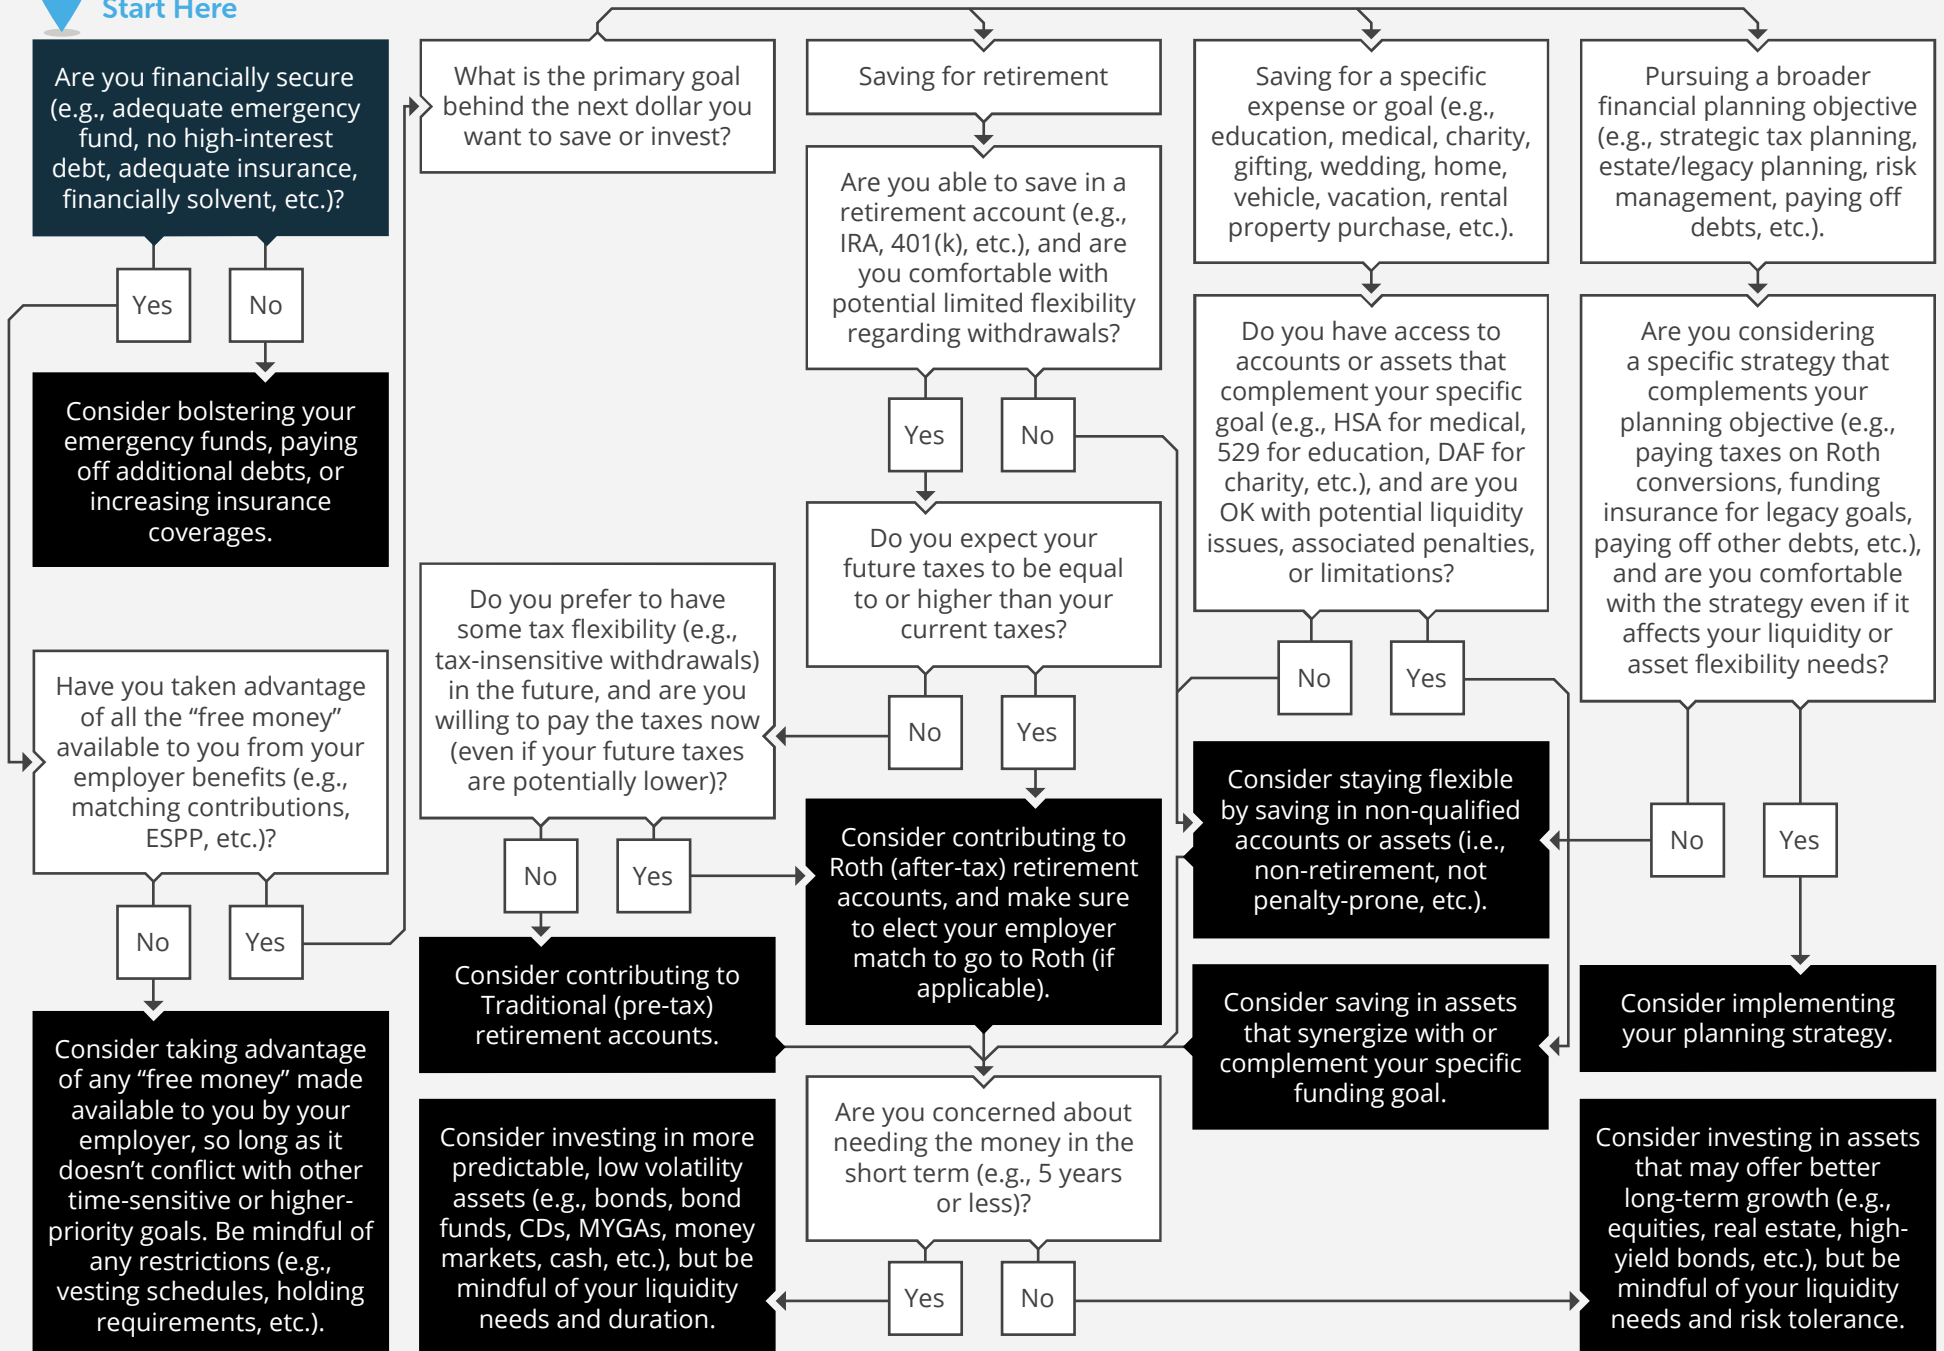 Start Here
Are you financially secure
(e.g., adequate emergency
fund, no high-interest
debt, adequate insurance,
financially solvent, etc.)?
Yes
No
Consider bolstering your
emergency funds, paying
off additional debts, or
increasing insurance
coverages.
Have you taken advantage
of all the “free money”
available to you from your
employer benefits (e.g.,
matching contributions,
ESPP, etc.)?
No
Yes
Consider taking advantage
of any “free money” made
available to you by your
employer, so long as it
doesn’t conflict with other
time-sensitive or higher-
priority goals. Be mindful of
any restrictions (e.g.,
vesting schedules, holding
requirements, etc.).
What is the primary goal
behind the next dollar you
want to save or invest?
Saving for retirement
Are you able to save in a
retirement account (e.g.,
IRA, 401(k), etc.), and are
you comfortable with
potential limited flexibility
regarding withdrawals?
Yes
No
Do you expect your
future taxes to be equal
to or higher than your
current taxes?
No
Yes
Do you prefer to have
some tax flexibility (e.g.,
tax-insensitive withdrawals)
in the future, and are you
willing to pay the taxes now
(even if your future taxes
are potentially lower)?
No
Yes
Consider contributing to
Traditional (pre-tax)
retirement accounts.
Consider contributing to
Roth (after-tax) retirement
accounts, and make sure
to elect your employer
match to go to Roth (if
applicable).
Saving for a specific
expense or goal (e.g.,
education, medical, charity,
gifting, wedding, home,
vehicle, vacation, rental
property purchase, etc.).
Do you have access to
accounts or assets that
complement your specific
goal (e.g., HSA for medical,
529 for education, DAF for
charity, etc.), and are you
OK with potential liquidity
issues, associated penalties,
or limitations?
No
Yes
Consider staying flexible
by saving in non-qualified
accounts or assets (i.e.,
non-retirement, not
penalty-prone, etc.).
Consider saving in assets
that synergize with or
complement your specific
funding goal.
Pursuing a broader
financial planning objective
(e.g., strategic tax planning,
estate/legacy planning, risk
management, paying off
debts, etc.).
Are you considering
a specific strategy that
complements your
planning objective (e.g.,
paying taxes on Roth
conversions, funding
insurance for legacy goals,
paying off other debts, etc.),
and are you comfortable
with the strategy even if it
affects your liquidity or
asset flexibility needs?
No
Yes
Consider implementing
your planning strategy.
Are you concerned about
needing the money in the
short term (e.g., 5 years
or less)?
Yes
No
Consider investing in more
predictable, low volatility
assets (e.g., bonds, bond
funds, CDs, MYGAs, money
markets, cash, etc.), but be
mindful of your liquidity
needs and duration.
Consider investing in assets
that may offer better
long-term growth (e.g.,
equities, real estate, high-
yield bonds, etc.), but be
mindful of your liquidity
needs and risk tolerance.